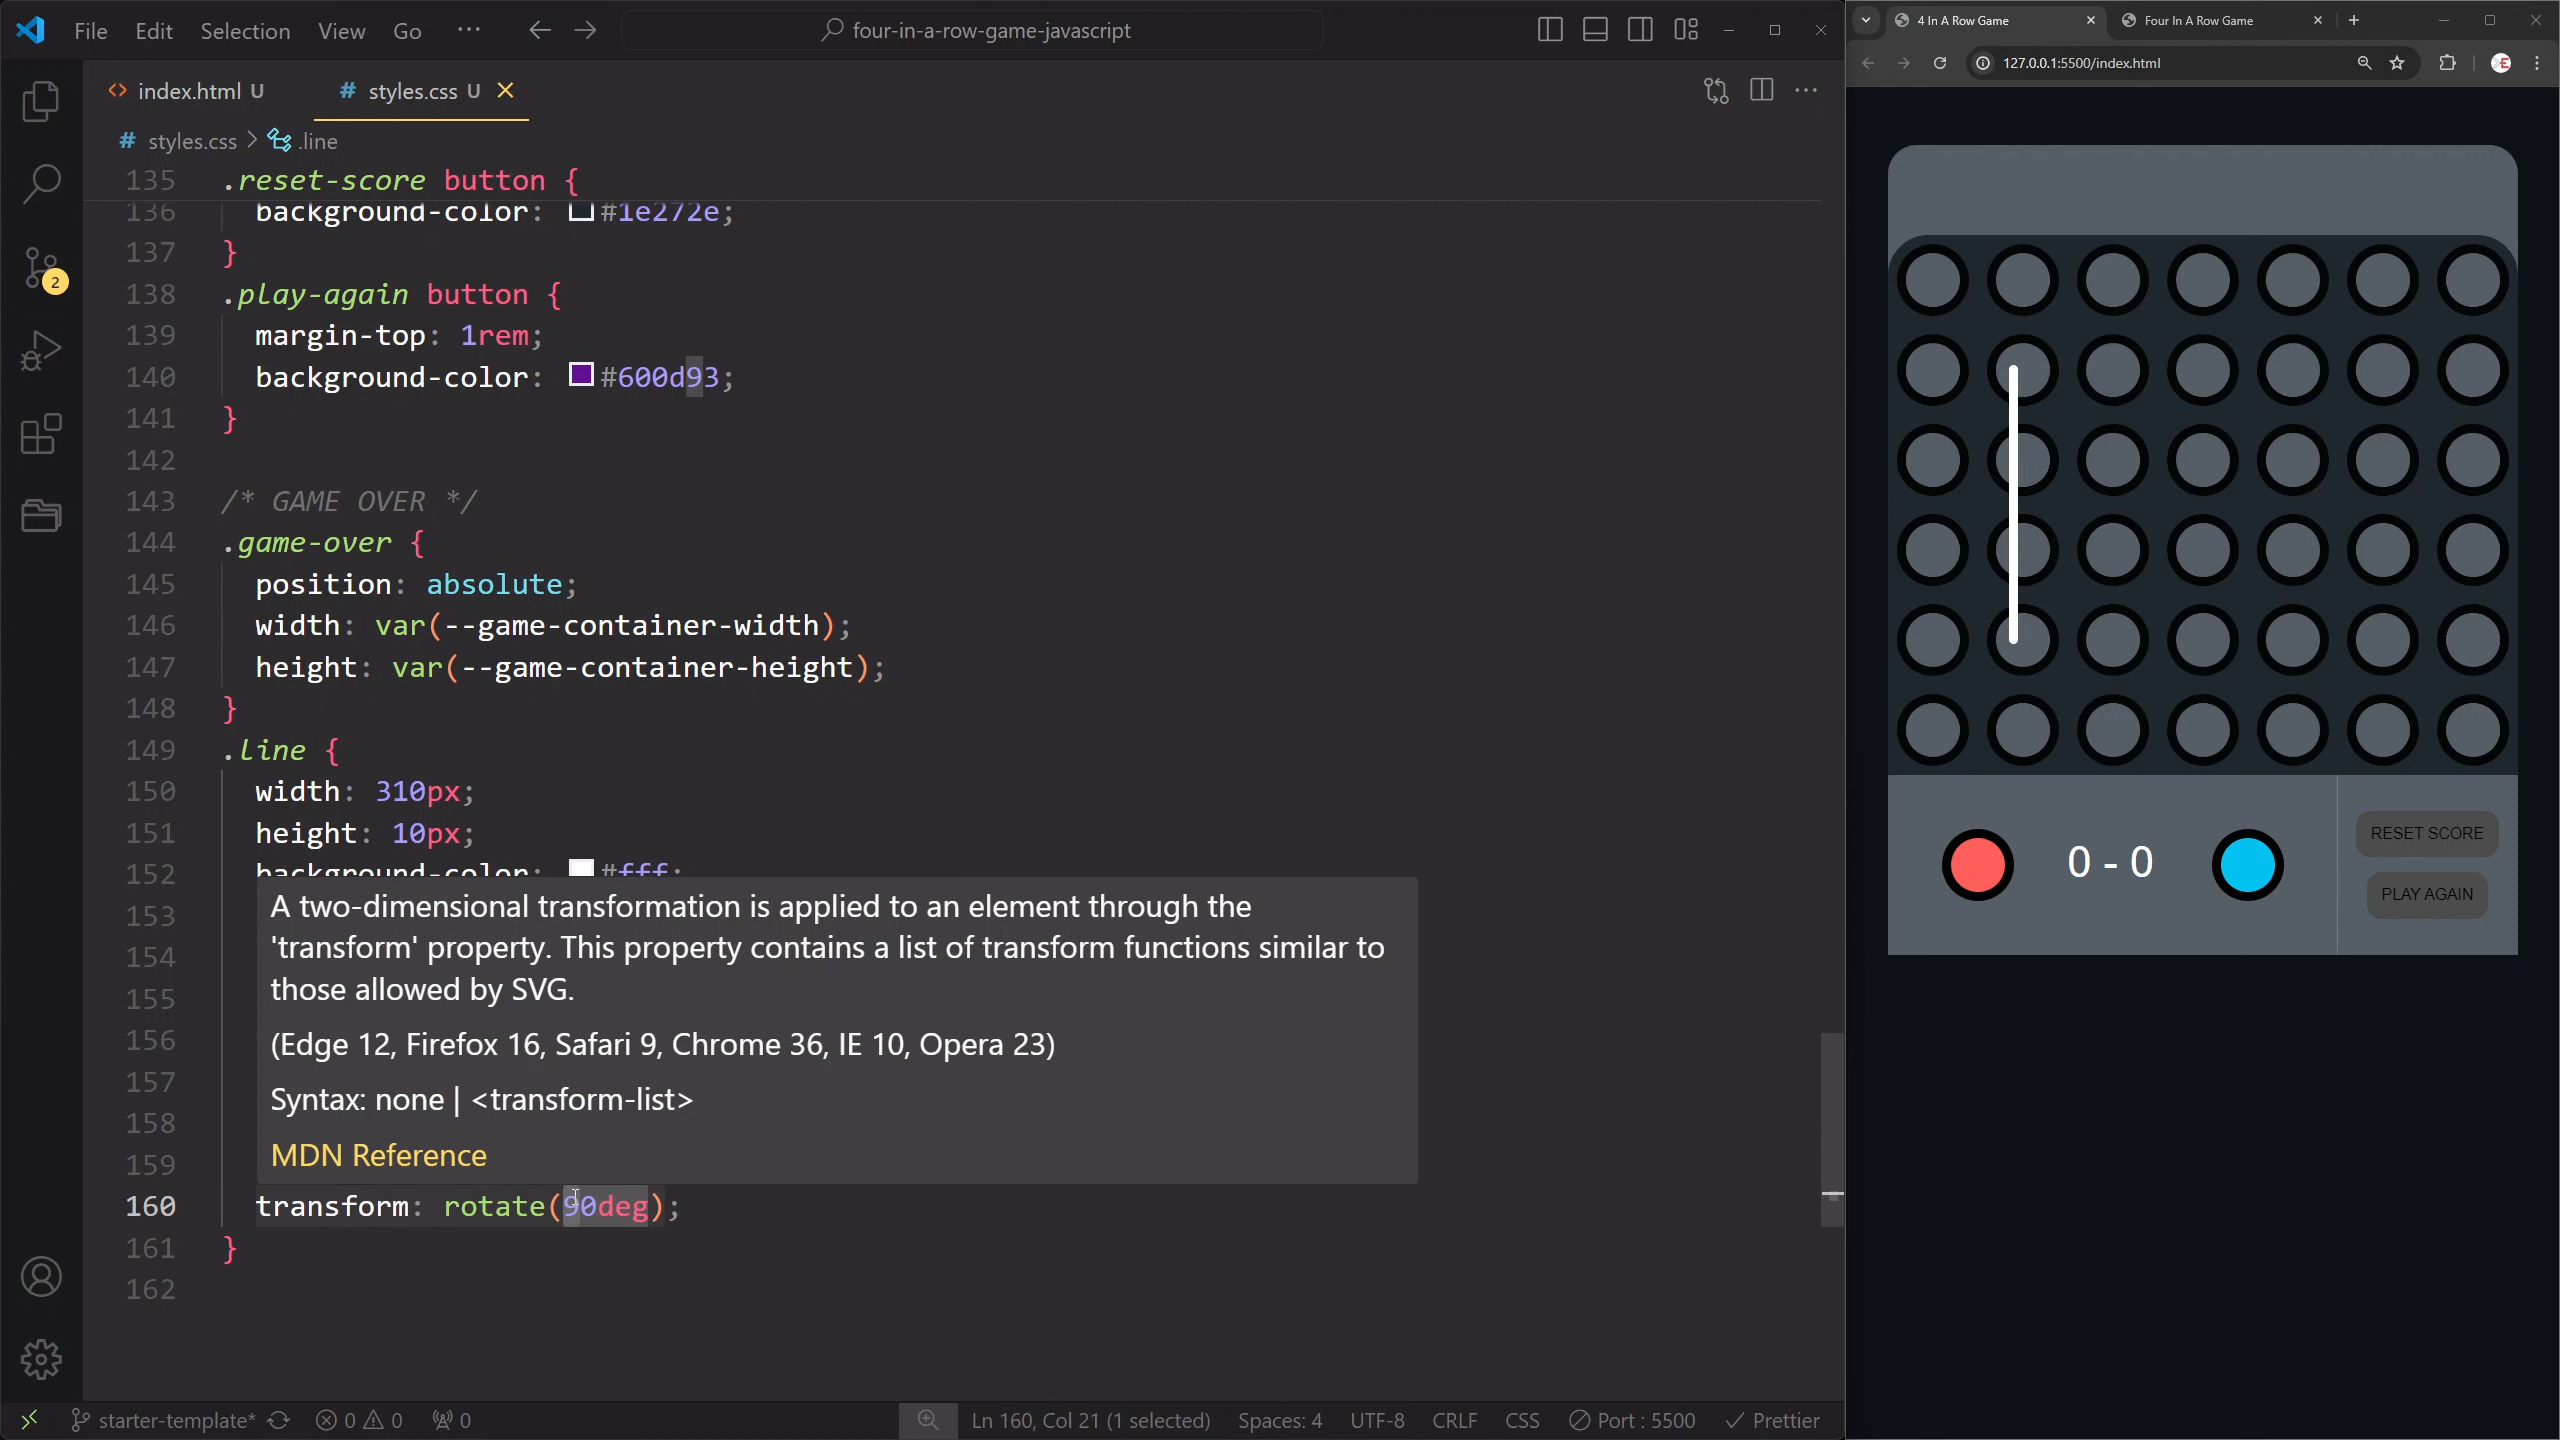 File Edit Selection View Go ··· four-in-a-row-game-javascript
index.html U
# styles.css U
# styles.css > .line
135 .reset-score button {
136 background-color: #1e272e;
137 }
138 .play-again button {
139 margin-top: 1rem;
140 background-color: #600d93;
141 }
142
143 /* GAME OVER */
144 .game-over {
145 position: absolute;
146 width: var(--game-container-width);
147 height: var(--game-container-height);
148 }
149 .line {
150 width: 310px;
151 height: 10px;
152 background-color: #fff;
153
154
155
156
157
158
159
A two-dimensional transformation is applied to an element through the
'transform' property. This property contains a list of transform functions similar to
those allowed by SVG.
(Edge 12, Firefox 16, Safari 9, Chrome 36, IE 10, Opera 23)
Syntax: none | <transform-list>
MDN Reference
160 transform: rotate(90deg);
161 }
162
2
starter-template* 0 0 0
Ln 160, Col 21 (1 selected) Spaces: 4 UTF-8 CRLF CSS Port : 5500 Prettier
4 In A Row Game
Four In A Row Game
127.0.0.1:5500/index.html
E
0 - 0
RESET SCORE
PLAY AGAIN